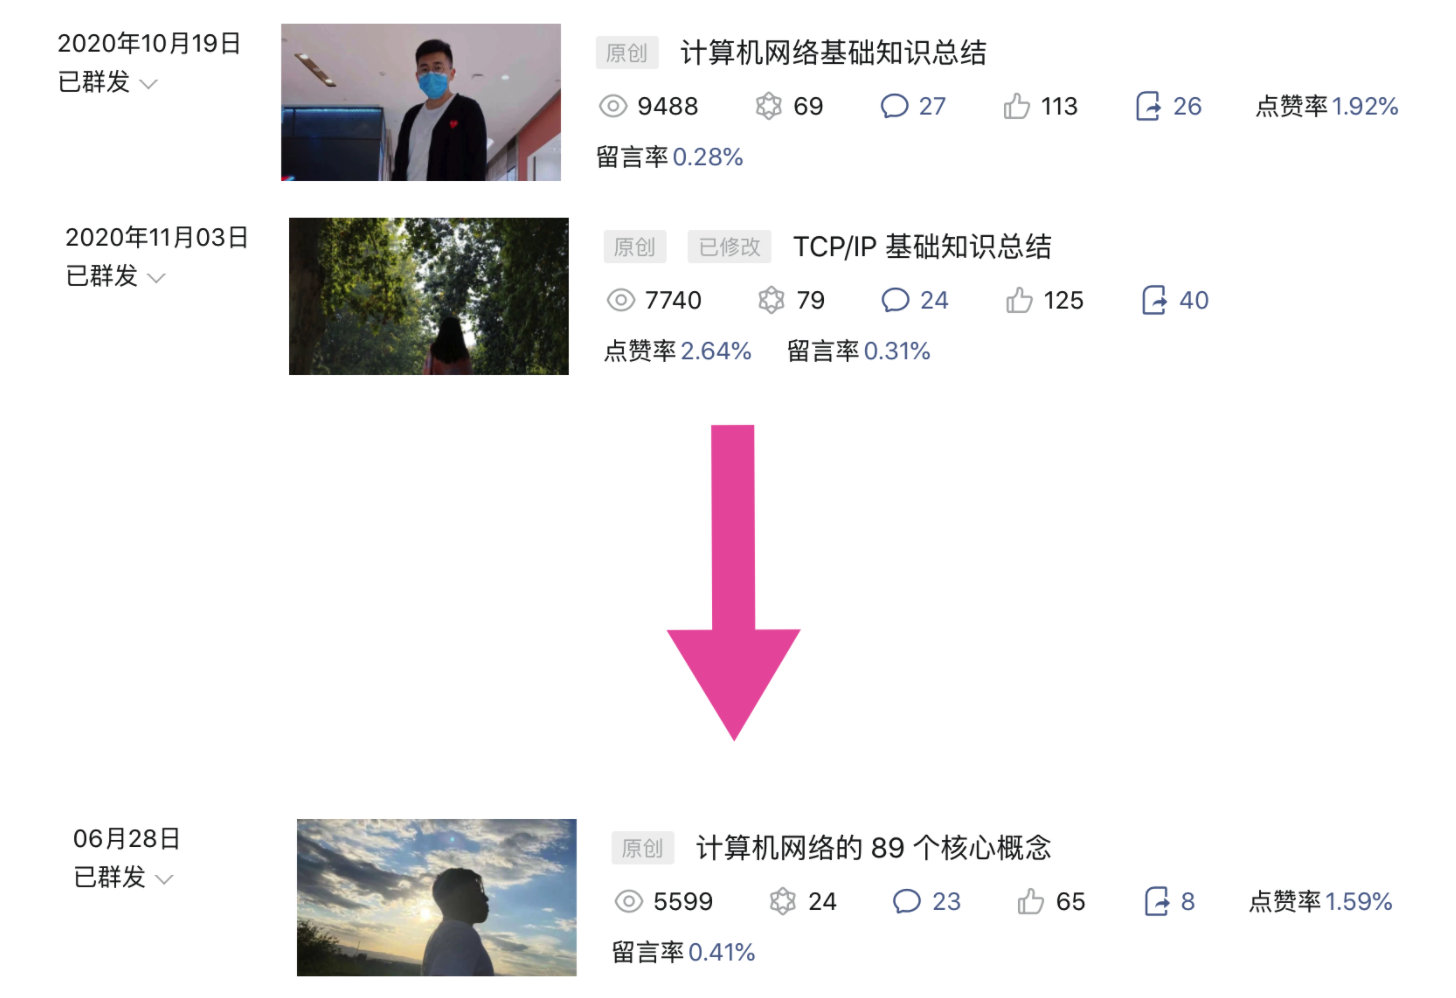 2020年10月19日
已群发
原创 计算机网络基础知识总结
9488 69 27 113 26 点赞率1.92%
留言率0.28%
2020年11月03日
已群发
原创 已修改 TCP/IP 基础知识总结
7740 79 24 125 40
点赞率2.64% 留言率0.31%
06月28日
已群发
原创 计算机网络的 89 个核心概念
5599 24 23 65 8 点赞率1.59%
留言率0.41%